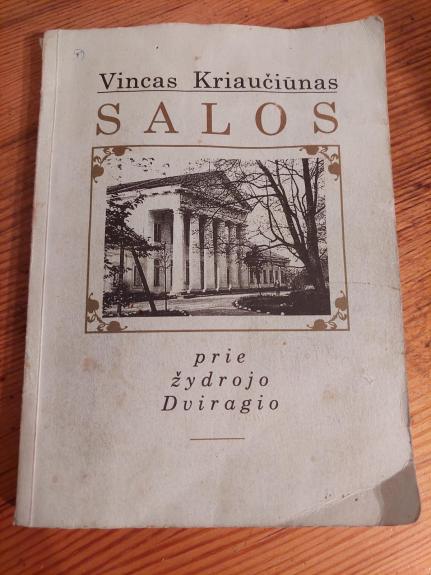 Vincas Kriaučiūnas
SALOS
prie
žydrojo
Dviragio